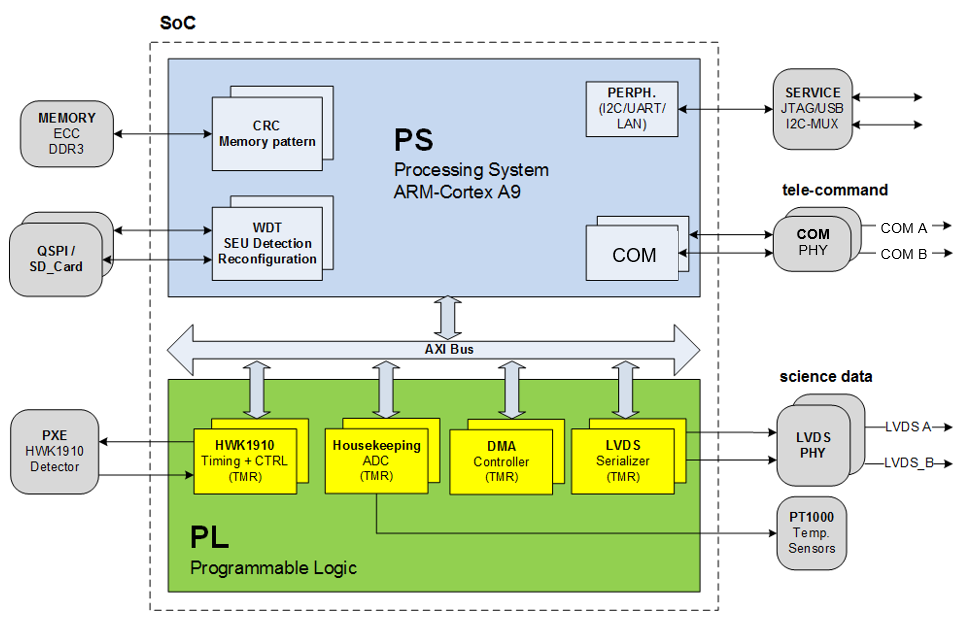 SoC
MEMORY
ECC
DDR3
CRC
Memory pattern
PS
Processing System
ARM-Cortex A9
PERPH.
(I2C/UART/
LAN)
SERVICE
JTAG/USB
I2C-MUX
QSPI /
SD_Card
WDT
SEU Detection
Reconfiguration
COM
tele-command
COM
PHY
COM A
COM B
AXI Bus
science data
PXE
HWK1910
Detector
HWK1910
Timing + CTRL
(TMR)
Housekeeping
ADC
(TMR)
DMA
Controller
(TMR)
LVDS
Serializer
(TMR)
LVDS
PHY
LVDS A
LVDS_B
PL
Programmable Logic
PT1000
Temp.
Sensors